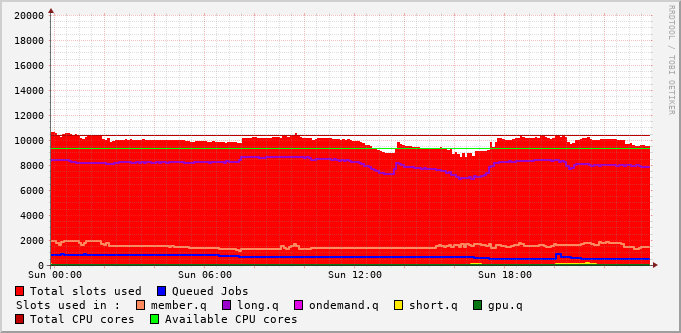 20000
18000
16000
14000
12000
10000
8000
6000
4000
2000
0
Sun 00:00 Sun 06:00 Sun 12:00 Sun 18:00
RRDTOOL / TOBI OETIKER
Total slots used Queued Jobs
Slots used in : member.q long.q ondemand.q short.q gpu.q
Total CPU cores Available CPU cores